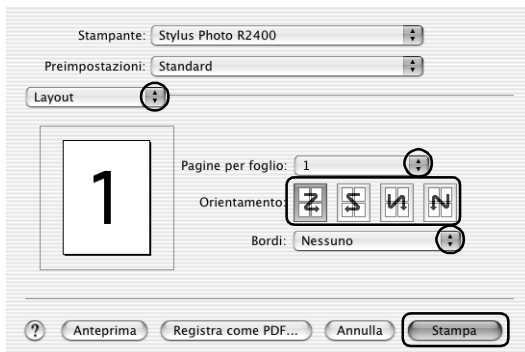 Stampante: Stylus Photo R2400
Preimpostazioni: Standard
Layout
1
Pagine per foglio: 1
Orientamento:
Bordi: Nessuno
? Anteprima Registra come PDF... Annulla Stampa